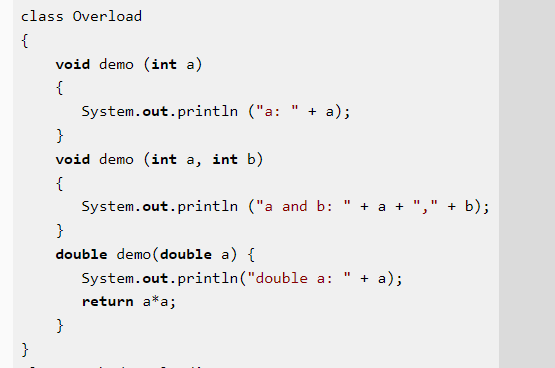 class Overload
{
void demo (int a)
{
System.out.println ("a: " + a);
}
void demo (int a, int b)
{
System.out.println ("a and b: " + a + "," + b);
}
double demo(double a) {
System.out.println("double a: " + a);
return a*a;
}
}